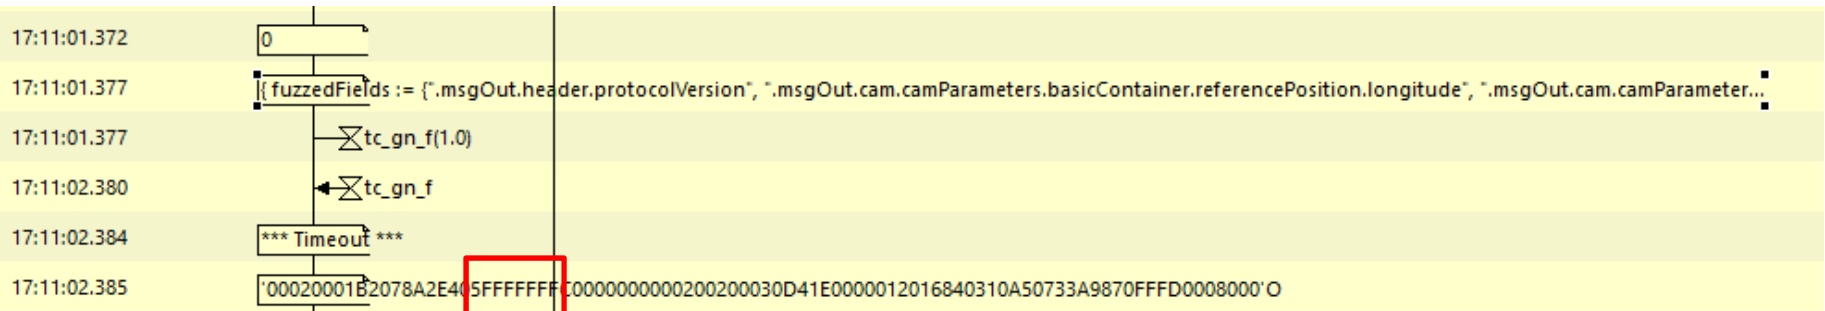 17:11:01.372 0
17:11:01.377 { fuzzedFields := {".msgOut.header.protocolVersion", ".msgOut.cam.camParameters.basicContainer.referencePosition.longitude", ".msgOut.cam.camParameter...
17:11:01.377 tc_gn_f(1.0)
17:11:02.380 tc_gn_f
17:11:02.384 *** Timeout ***
17:11:02.385 '00020001B2078A2E405FFFFFFFC0000000000200200030D41E0000012016840310A50733A9870FFFD0008000'O